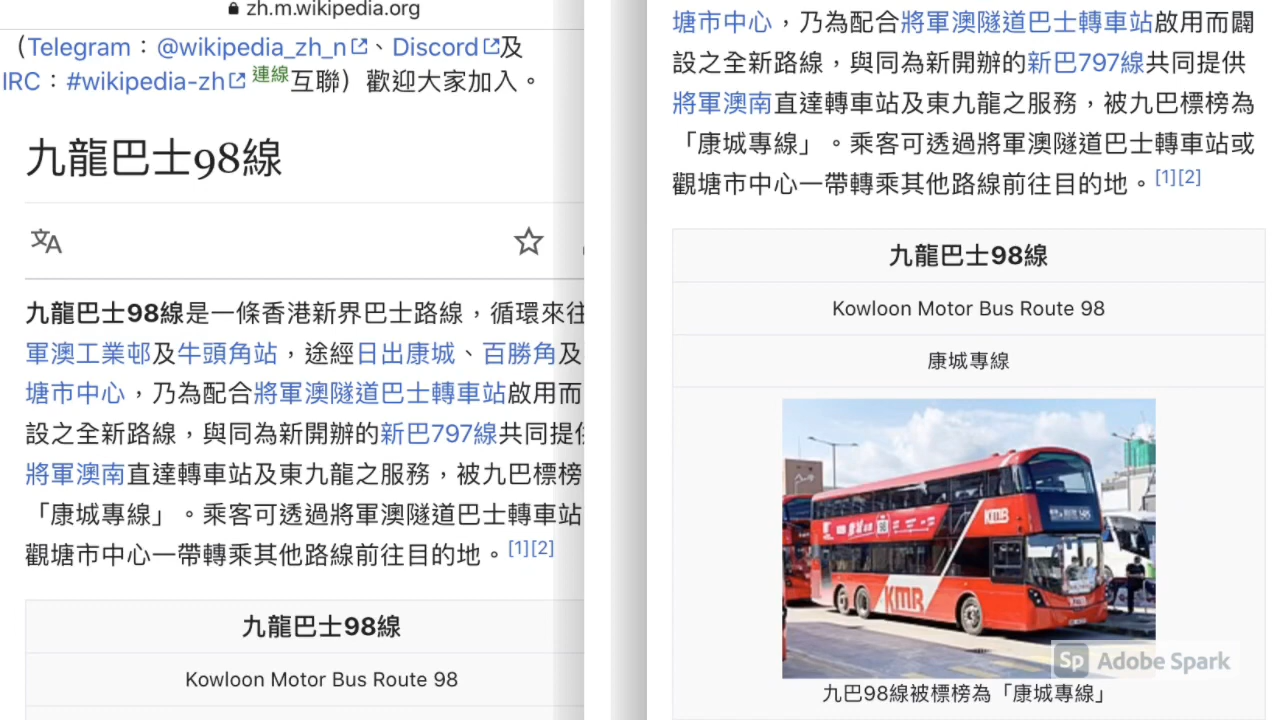 zh.m.wikipedia.org
（Telegram：@wikipedia_zh_n、Discord及
IRC：#wikipedia-zh 連線互聯）歡迎大家加入。
九龍巴士98線
九龍巴士98線是一條香港新界巴士路線，循環來往
軍澳工業邨及牛頭角站，途經日出康城、百勝角及
塘市中心，乃為配合將軍澳隧道巴士轉車站啟用而
設之全新路線，與同為新開辦的新巴797線共同提供
將軍澳南直達轉車站及東九龍之服務，被九巴標榜
「康城專線」。乘客可透過將軍澳隧道巴士轉車站
觀塘市中心一帶轉乘其他路線前往目的地。[1][2]
九龍巴士98線
Kowloon Motor Bus Route 98
塘市中心，乃為配合將軍澳隧道巴士轉車站啟用而闢
設之全新路線，與同為新開辦的新巴797線共同提供
將軍澳南直達轉車站及東九龍之服務，被九巴標榜為
「康城專線」。乘客可透過將軍澳隧道巴士轉車站或
觀塘市中心一帶轉乘其他路線前往目的地。[1][2]
九龍巴士98線
Kowloon Motor Bus Route 98
康城專線
KMB
98
KMB
Sp Adobe Spark
九巴98線被標榜為「康城專線」